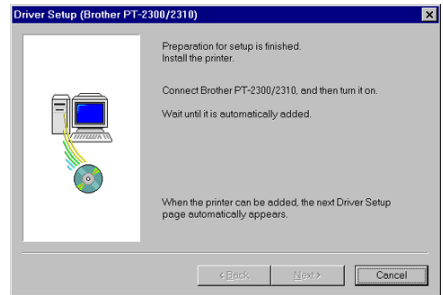 Driver Setup (Brother PT-2300/2310)
Preparation for setup is finished.
Install the printer.
Connect Brother PT-2300/2310, and then turn it on.
Wait until it is automatically added.
When the printer can be added, the next Driver Setup
page automatically appears.
< Back
Next >
Cancel